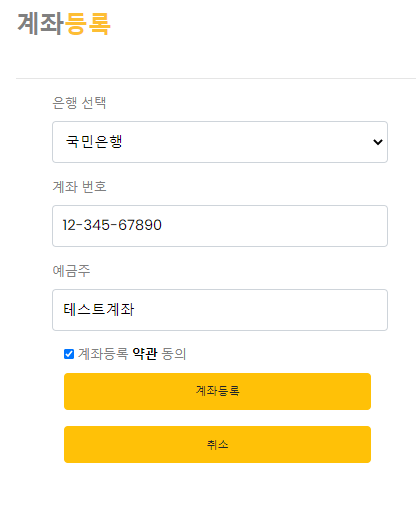 계좌등록
은행 선택
국민은행
계좌 번호
12-345-67890
예금주
테스트계좌
계좌등록 약관 동의
계좌등록
취소